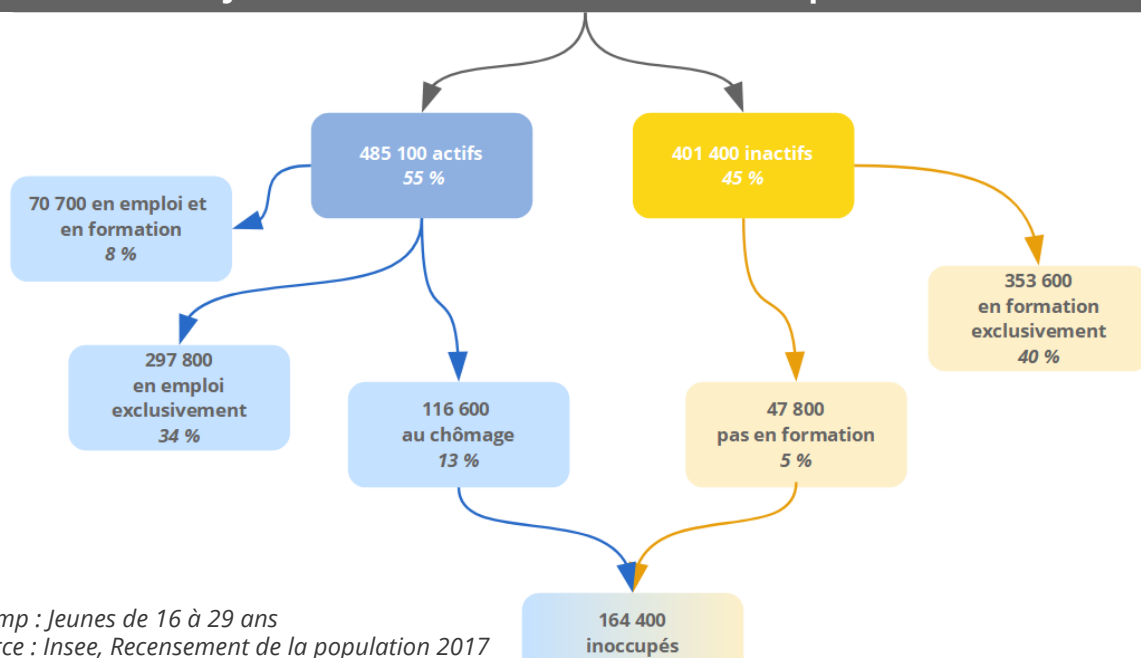 485 100 actifs
55 %
401 400 inactifs
45 %
70 700 en emploi et
en formation
8 %
353 600
en formation
exclusivement
40 %
297 800
en emploi
exclusivement
34 %
116 600
au chômage
13 %
47 800
pas en formation
5 %
164 400
inoccupés
: Jeunes de 16 à 29 ans
: Insee, Recensement de la population 2017